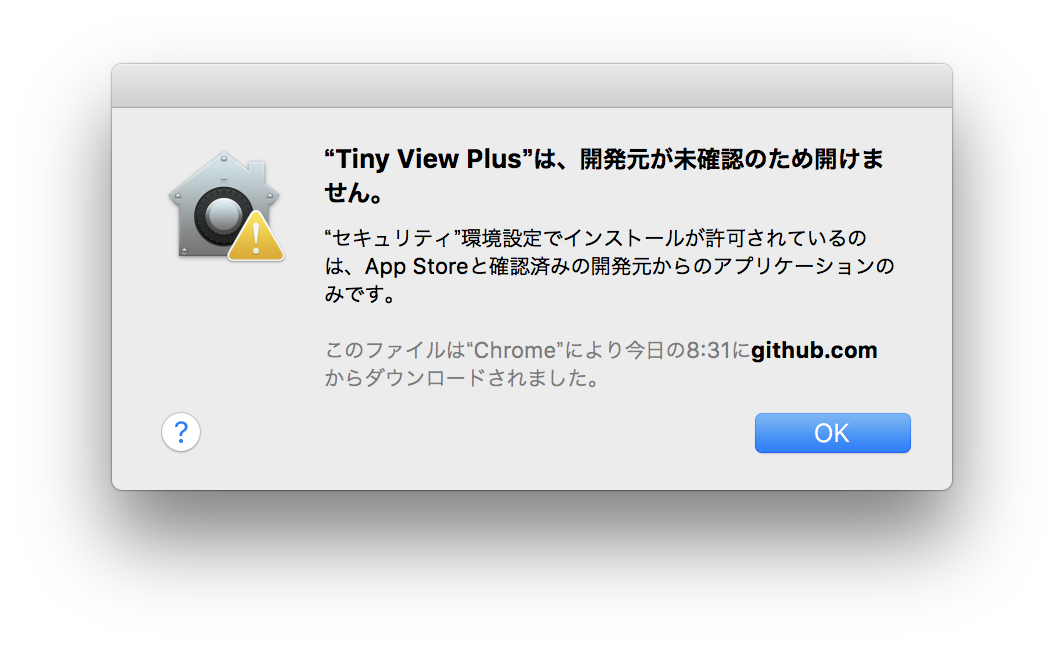 “Tiny View Plus”は、開発元が未確認のため開けま
せん。
“セキュリティ”環境設定でインストールが許可されているの
は、App Storeと確認済みの開発元からのアプリケーションの
みです。
このファイルは“Chrome”により今日の8:31にgithub.com
からダウンロードされました。
?
OK